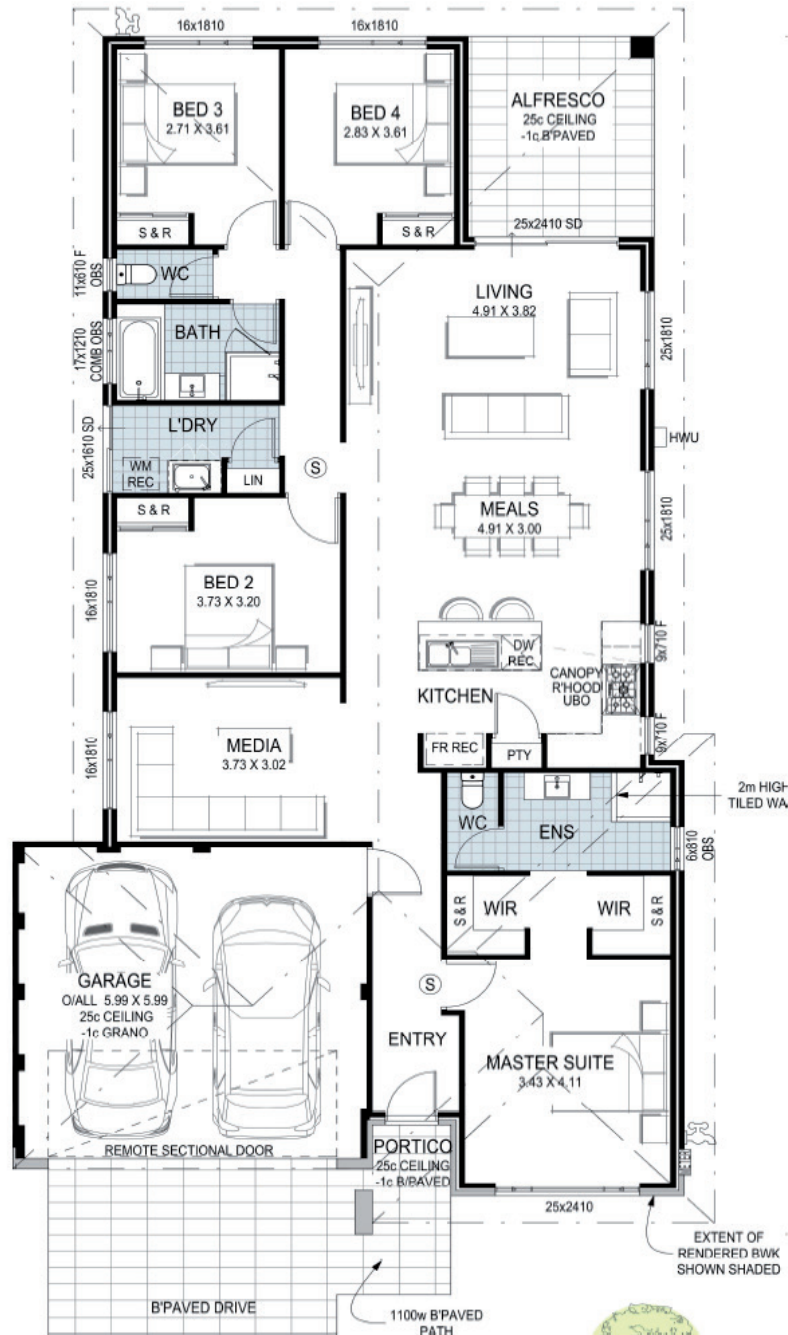 16x1810
16x1810
BED 3
2.71 X 3.61
BED 4
2.83 X 3.61
ALFRESCO
25c CEILING
-1c B'PAVED
S & R
S & R
25x2410 SD
11x610 F
OBS
WC
LIVING
4.91 X 3.82
17x1210
COMB OBS
BATH
25x1810
L'DRY
25x1610 SD
WM
REC
LIN
S
HWU
MEALS
4.91 X 3.00
25x1810
S & R
BED 2
3.73 X 3.20
16x1810
DW
REC
9x710 F
CANOPY
R'HOOD
UBO
KITCHEN
FR REC
PTY
9x710 F
MEDIA
3.73 X 3.02
16x1810
2m HIGH
TILED WA
WC
ENS
6x810
OBS
S & R
WIR
WIR
S & R
GARAGE
O/ALL 5.99 X 5.99
25c CEILING
-1c GRANO
S
ENTRY
MASTER SUITE
3.43 X 4.11
REMOTE SECTIONAL DOOR
PORTICO
25c CEILING
-1c B/PAVED
METER
25x2410
EXTENT OF
RENDERED BWK
SHOWN SHADED
B'PAVED DRIVE
1100w B'PAVED
PATH